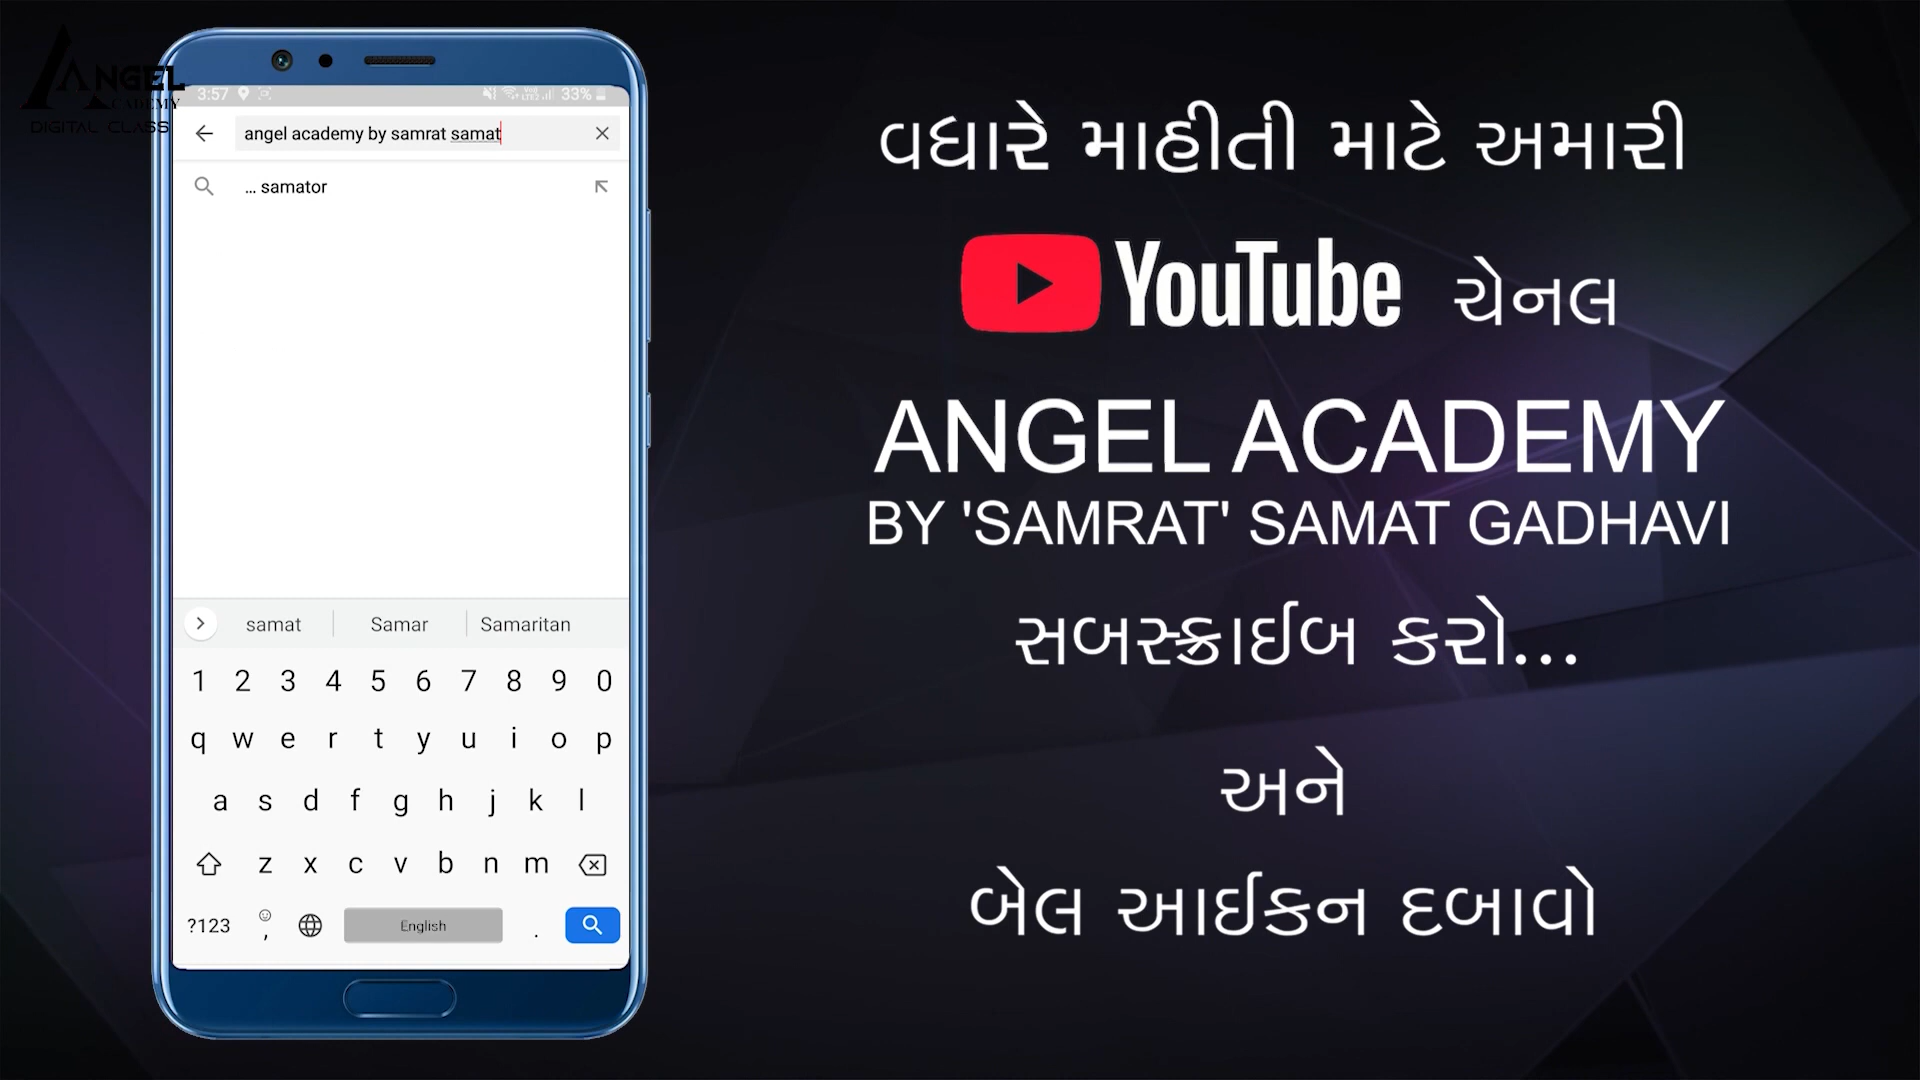 ANGEL
ACADEMY
DIGITAL CLASS
3:57
33%
angel academy by samrat samat
... samator
samat Samar Samaritan
1 2 3 4 5 6 7 8 9 0
q w e r t y u i o p
a s d f g h j k l
z x c v b n m
?123 , English .
વધારે માહીતી માટે અમારી
YouTube ચેનલ
ANGEL ACADEMY
BY 'SAMRAT' SAMAT GADHAVI
સબસ્ક્રાઈબ કરો...
અને
બેલ આઈકન દબાવો